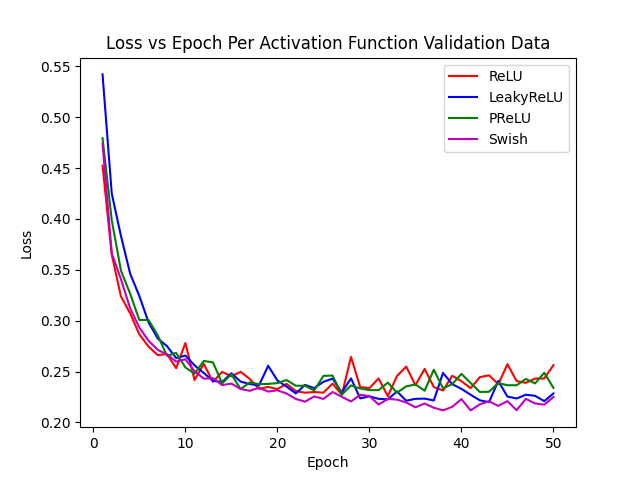 Loss vs Epoch Per Activation Function Validation Data
0.55
0.50
0.45
0.40
0.35
0.30
0.25
0.20
Loss
ReLU
LeakyReLU
PReLU
Swish
0
10
20
30
40
50
Epoch